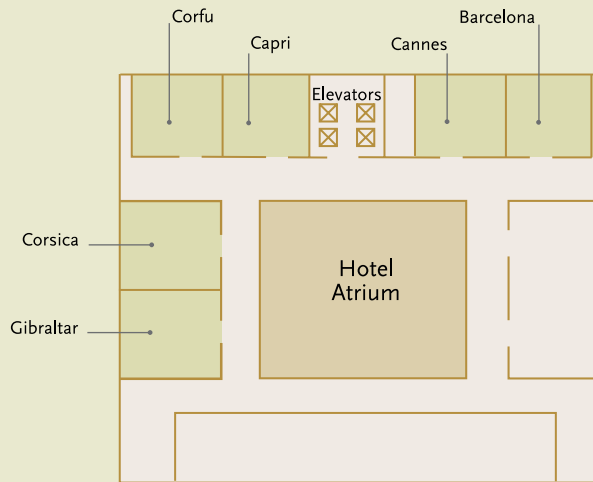 Corfu
Barcelona
Capri
Cannes
Elevators
Corsica
Hotel
Atrium
Gibraltar